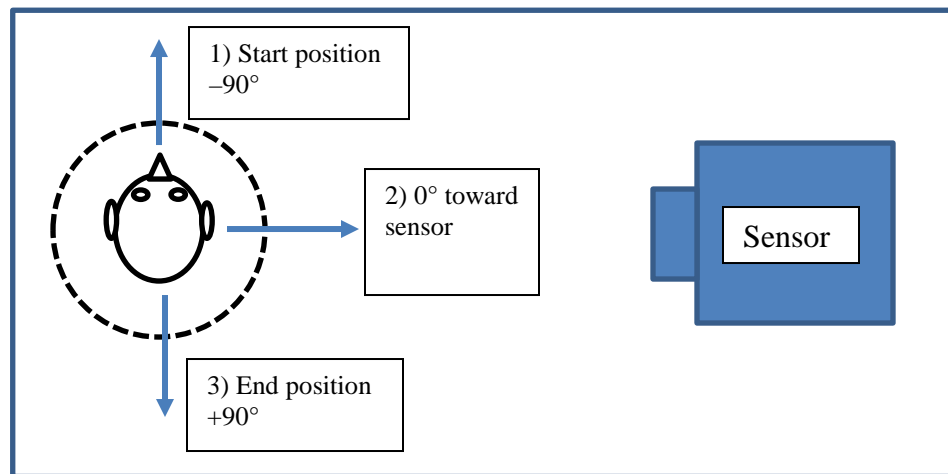 1) Start position
–90°
2) 0° toward
sensor
Sensor
3) End position
+90°